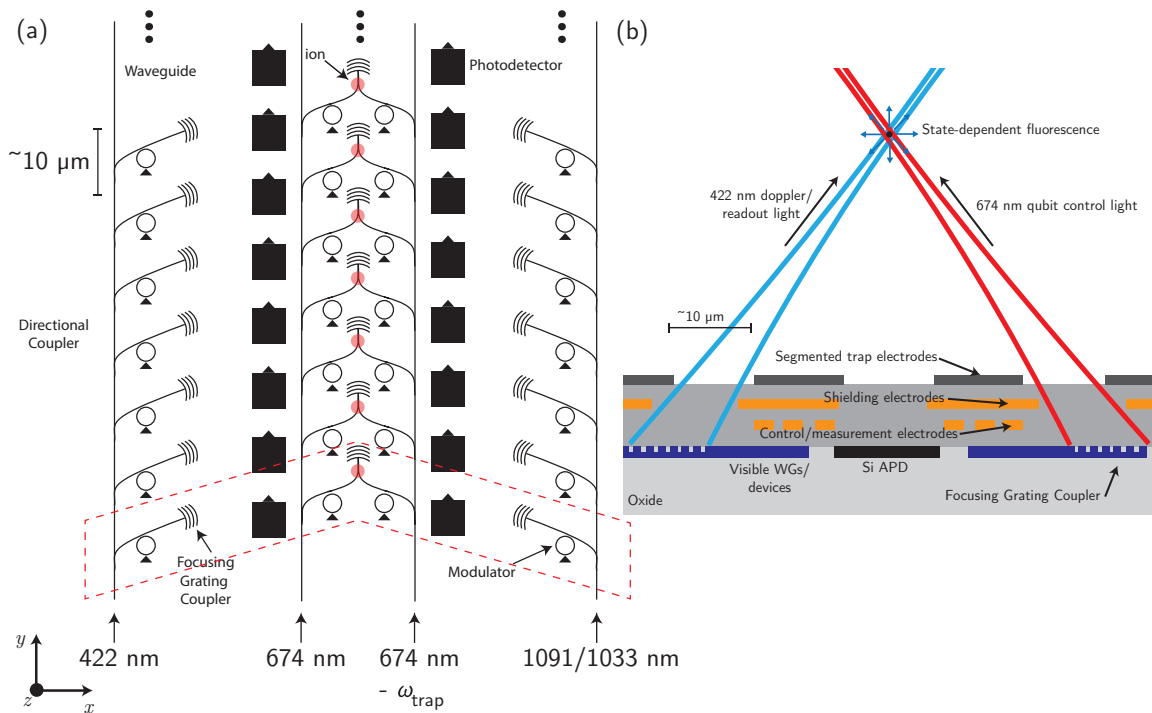 (a)
Waveguide
ion
Photodetector
~10 µm
Directional
Coupler
Focusing
Grating
Coupler
Modulator
422 nm
674 nm
674 nm
- ωtrap
1091/1033 nm
y
z
x
(b)
State-dependent fluorescence
422 nm doppler/
readout light
674 nm qubit control light
~10 µm
Segmented trap electrodes
Shielding electrodes
Control/measurement electrodes
Visible WGs/
devices
Si APD
Focusing Grating Coupler
Oxide